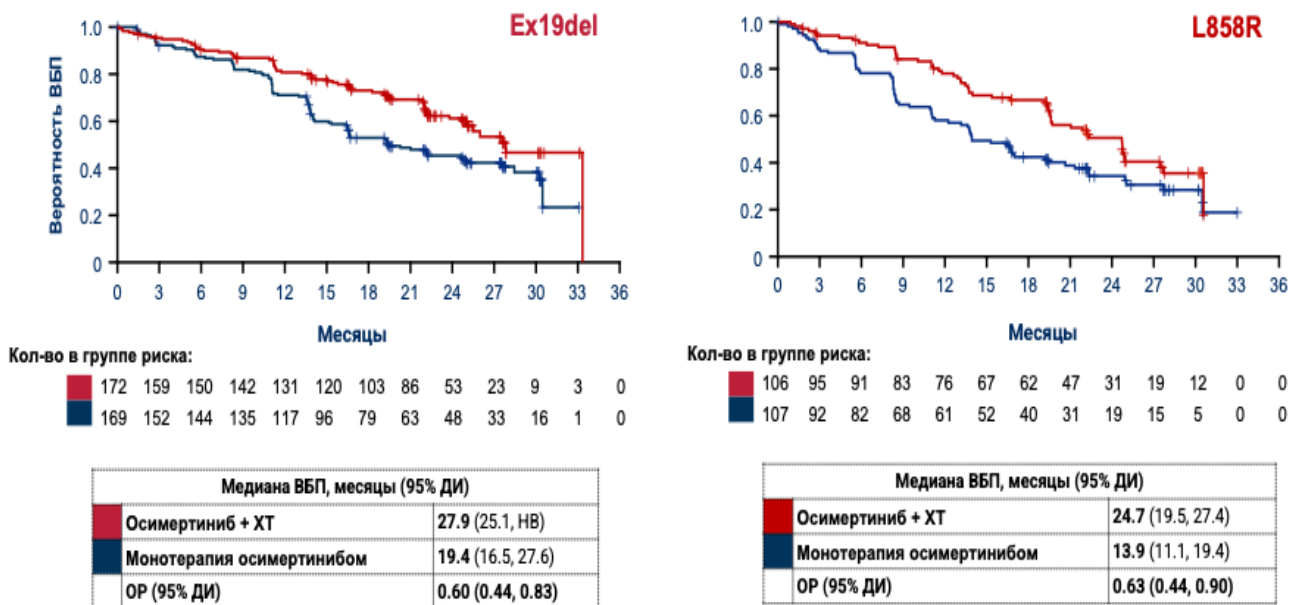 Ex19del
Вероятность ВБП
1.0
0.8
0.6
0.4
0.2
0
0 3 6 9 12 15 18 21 24 27 30 33 36
Месяцы
Кол-во в группе риска:
172 159 150 142 131 120 103 86 53 23 9 3 0
169 152 144 135 117 96 79 63 48 33 16 1 0
Медиана ВБП, месяцы (95% ДИ)
Осимертиниб + ХТ 27.9 (25.1, НВ)
Монотерапия осимертинибом 19.4 (16.5, 27.6)
ОР (95% ДИ) 0.60 (0.44, 0.83)
L858R
1.0
0.8
0.6
0.4
0.2
0
0 3 6 9 12 15 18 21 24 27 30 33 36
Месяцы
Кол-во в группе риска:
106 95 91 83 76 67 62 47 31 19 12 0 0
107 92 82 68 61 52 40 31 19 15 5 0 0
Медиана ВБП, месяцы (95% ДИ)
Осимертиниб + ХТ 24.7 (19.5, 27.4)
Монотерапия осимертинибом 13.9 (11.1, 19.4)
ОР (95% ДИ) 0.63 (0.44, 0.90)